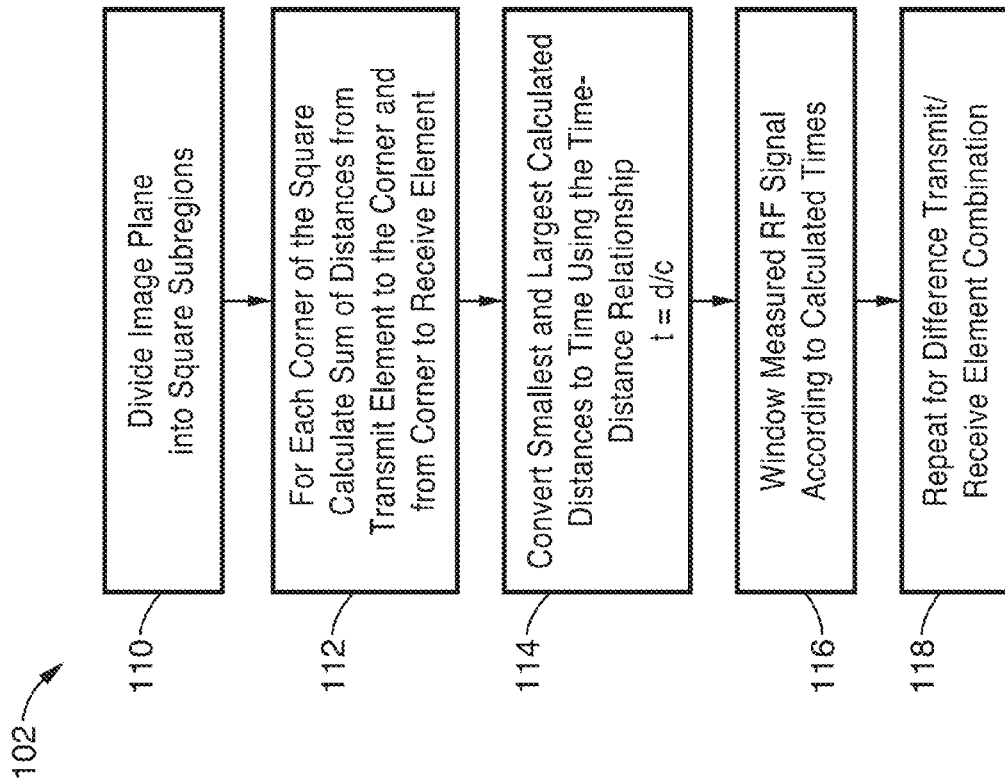 102
110
Divide Image Plane
into Square Subregions
112
For Each Corner of the Square
Calculate Sum of Distances from
Transmit Element to the Corner and
from Corner to Receive Element
114
Convert Smallest and Largest Calculated
Distances to Time Using the Time-
Distance Relationship
t = d/c
116
Window Measured RF Signal
According to Calculated Times
118
Repeat for Difference Transmit/
Receive Element Combination